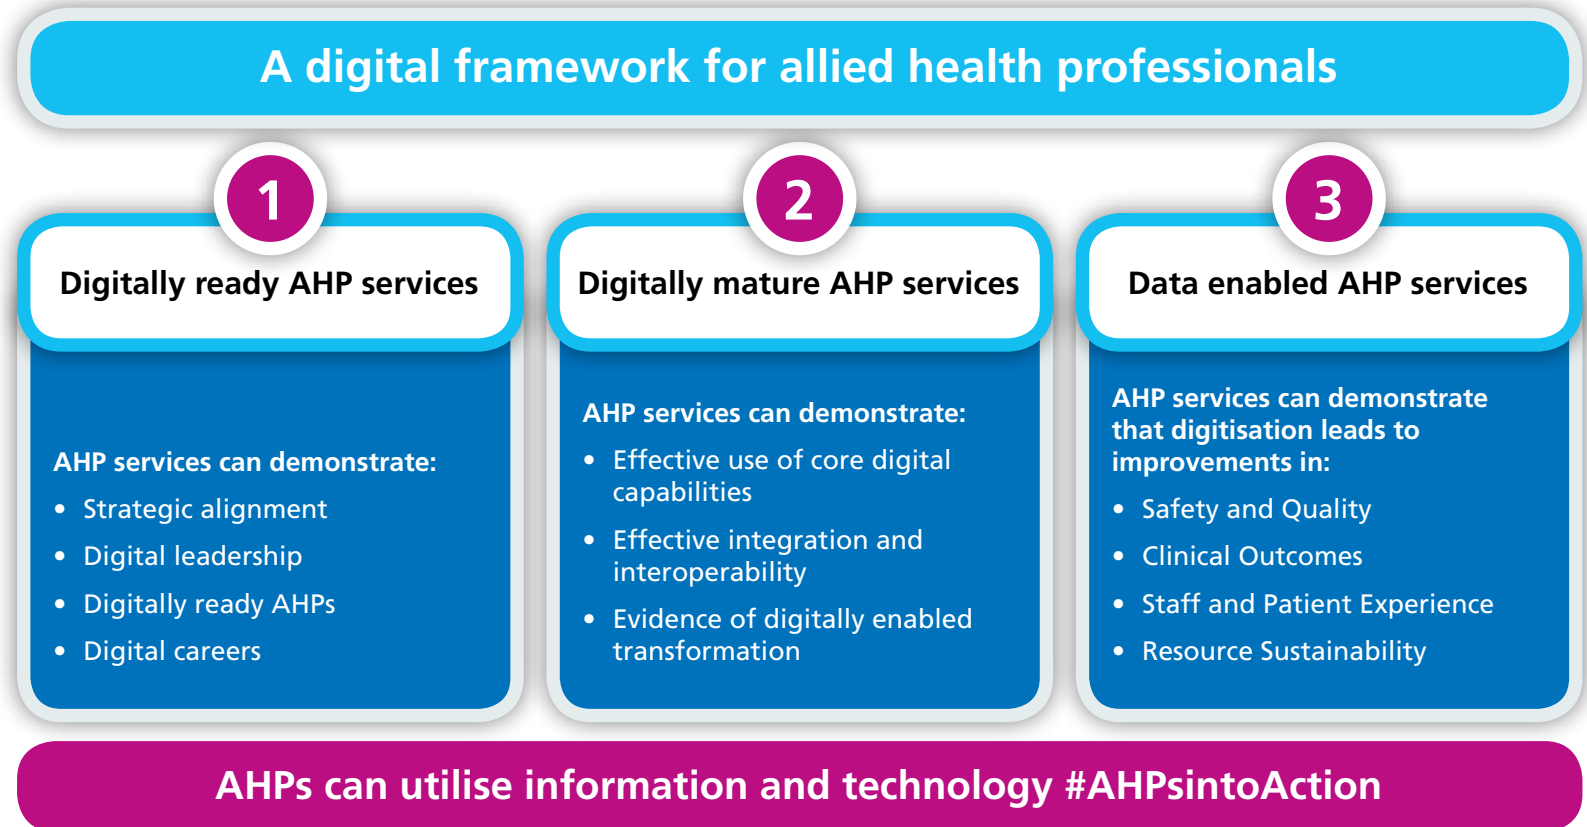 A digital framework for allied health professionals
1
Digitally ready AHP services
AHP services can demonstrate:
• Strategic alignment
• Digital leadership
• Digitally ready AHPs
• Digital careers
2
Digitally mature AHP services
AHP services can demonstrate:
• Effective use of core digital
capabilities
• Effective integration and
interoperability
• Evidence of digitally enabled
transformation
3
Data enabled AHP services
AHP services can demonstrate
that digitisation leads to
improvements in:
• Safety and Quality
• Clinical Outcomes
• Staff and Patient Experience
• Resource Sustainability
AHPs can utilise information and technology #AHPsintoAction